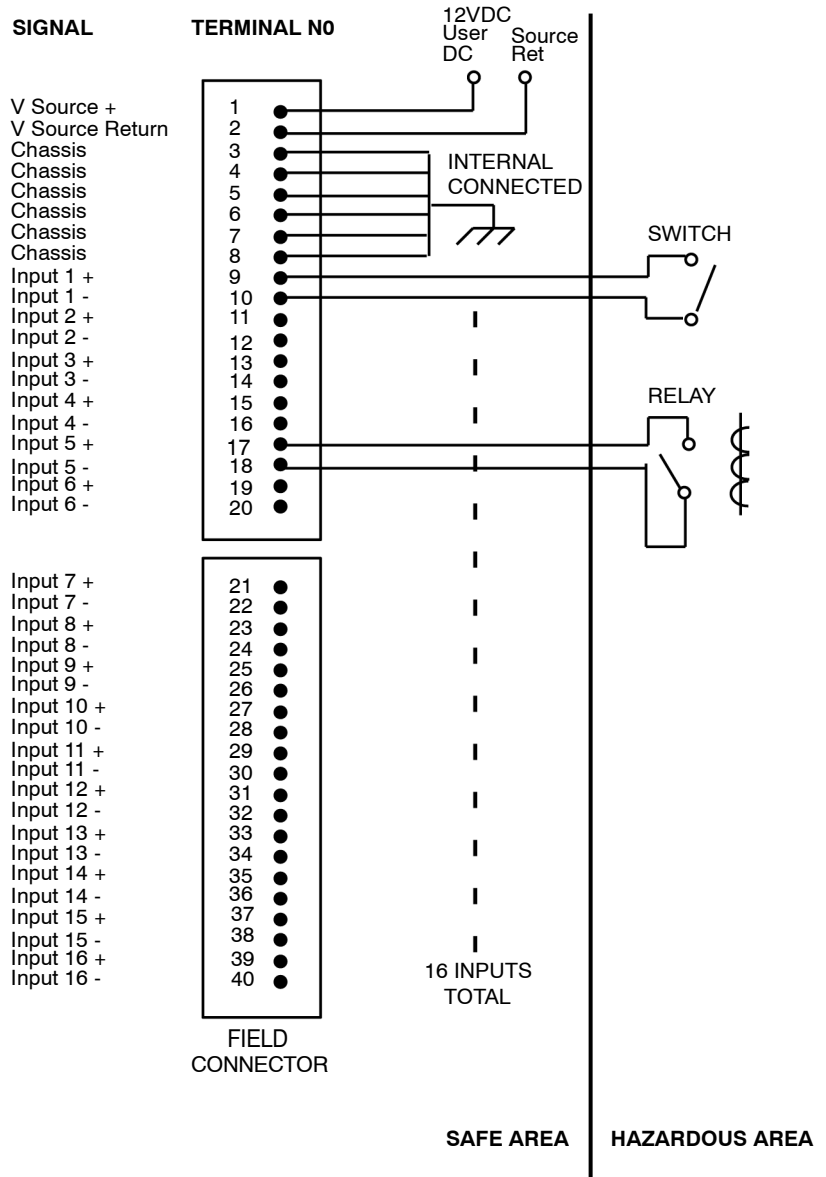 SIGNAL
TERMINAL N0
12VDC
User
DC
Source
Ret
V Source +
1
V Source Return
2
Chassis
3
Chassis
4
Chassis
5
Chassis
6
Chassis
7
Chassis
8
INTERNAL
CONNECTED
Input 1 +
9
Input 1 -
10
SWITCH
Input 2 +
11
Input 2 -
12
Input 3 +
13
Input 3 -
14
Input 4 +
15
Input 4 -
16
RELAY
Input 5 +
17
Input 5 -
18
Input 6 +
19
Input 6 -
20
Input 7 +
21
Input 7 -
22
Input 8 +
23
Input 8 -
24
Input 9 +
25
Input 9 -
26
Input 10 +
27
Input 10 -
28
Input 11 +
29
Input 11 -
30
Input 12 +
31
Input 12 -
32
Input 13 +
33
Input 13 -
34
Input 14 +
35
Input 14 -
36
Input 15 +
37
Input 15 -
38
Input 16 +
39
Input 16 -
40
16 INPUTS
TOTAL
FIELD
CONNECTOR
SAFE AREA
HAZARDOUS AREA